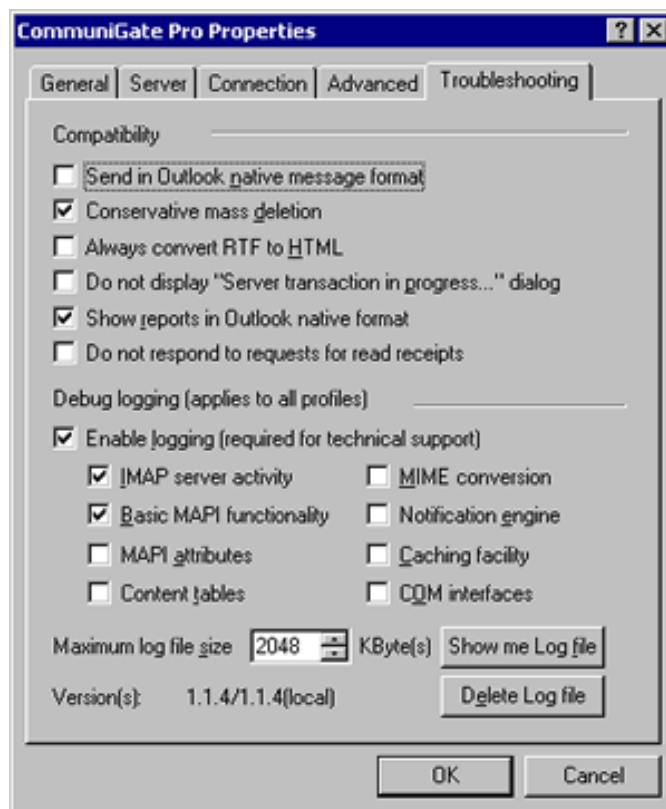 CommuniGate Pro Properties
General Server Connection Advanced Troubleshooting
Compatibility
Send in Outlook native message format
Conservative mass deletion
Always convert RTF to HTML
Do not display "Server transaction in progress..." dialog
Show reports in Outlook native format
Do not respond to requests for read receipts
Debug logging (applies to all profiles)
Enable logging (required for technical support)
IMAP server activity MIME conversion
Basic MAPI functionality Notification engine
MAPI attributes Caching facility
Content tables COM interfaces
Maximum log file size 2048 KByte(s) Show me Log file
Version(s): 1.1.4/1.1.4(local) Delete Log file
OK Cancel